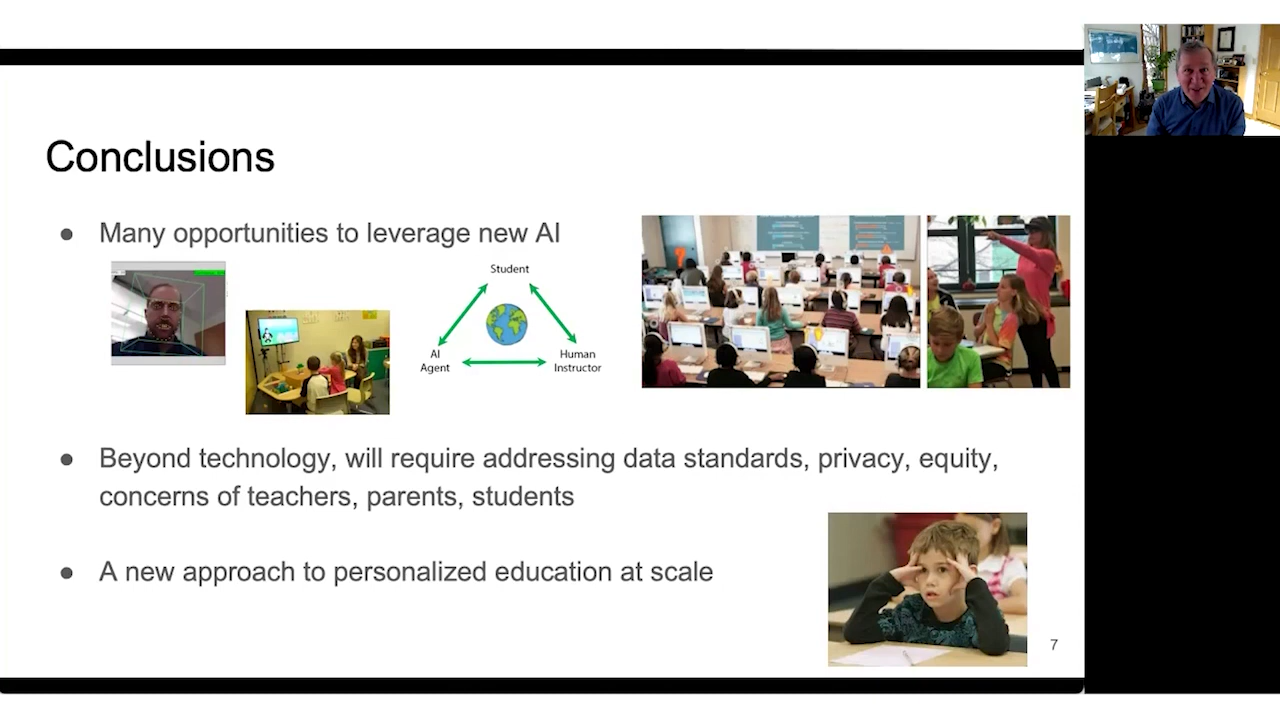 Conclusions
● Many opportunities to leverage new AI
Student
AI
Agent
Human
Instructor
● Beyond technology, will require addressing data standards, privacy, equity,
concerns of teachers, parents, students
● A new approach to personalized education at scale
7